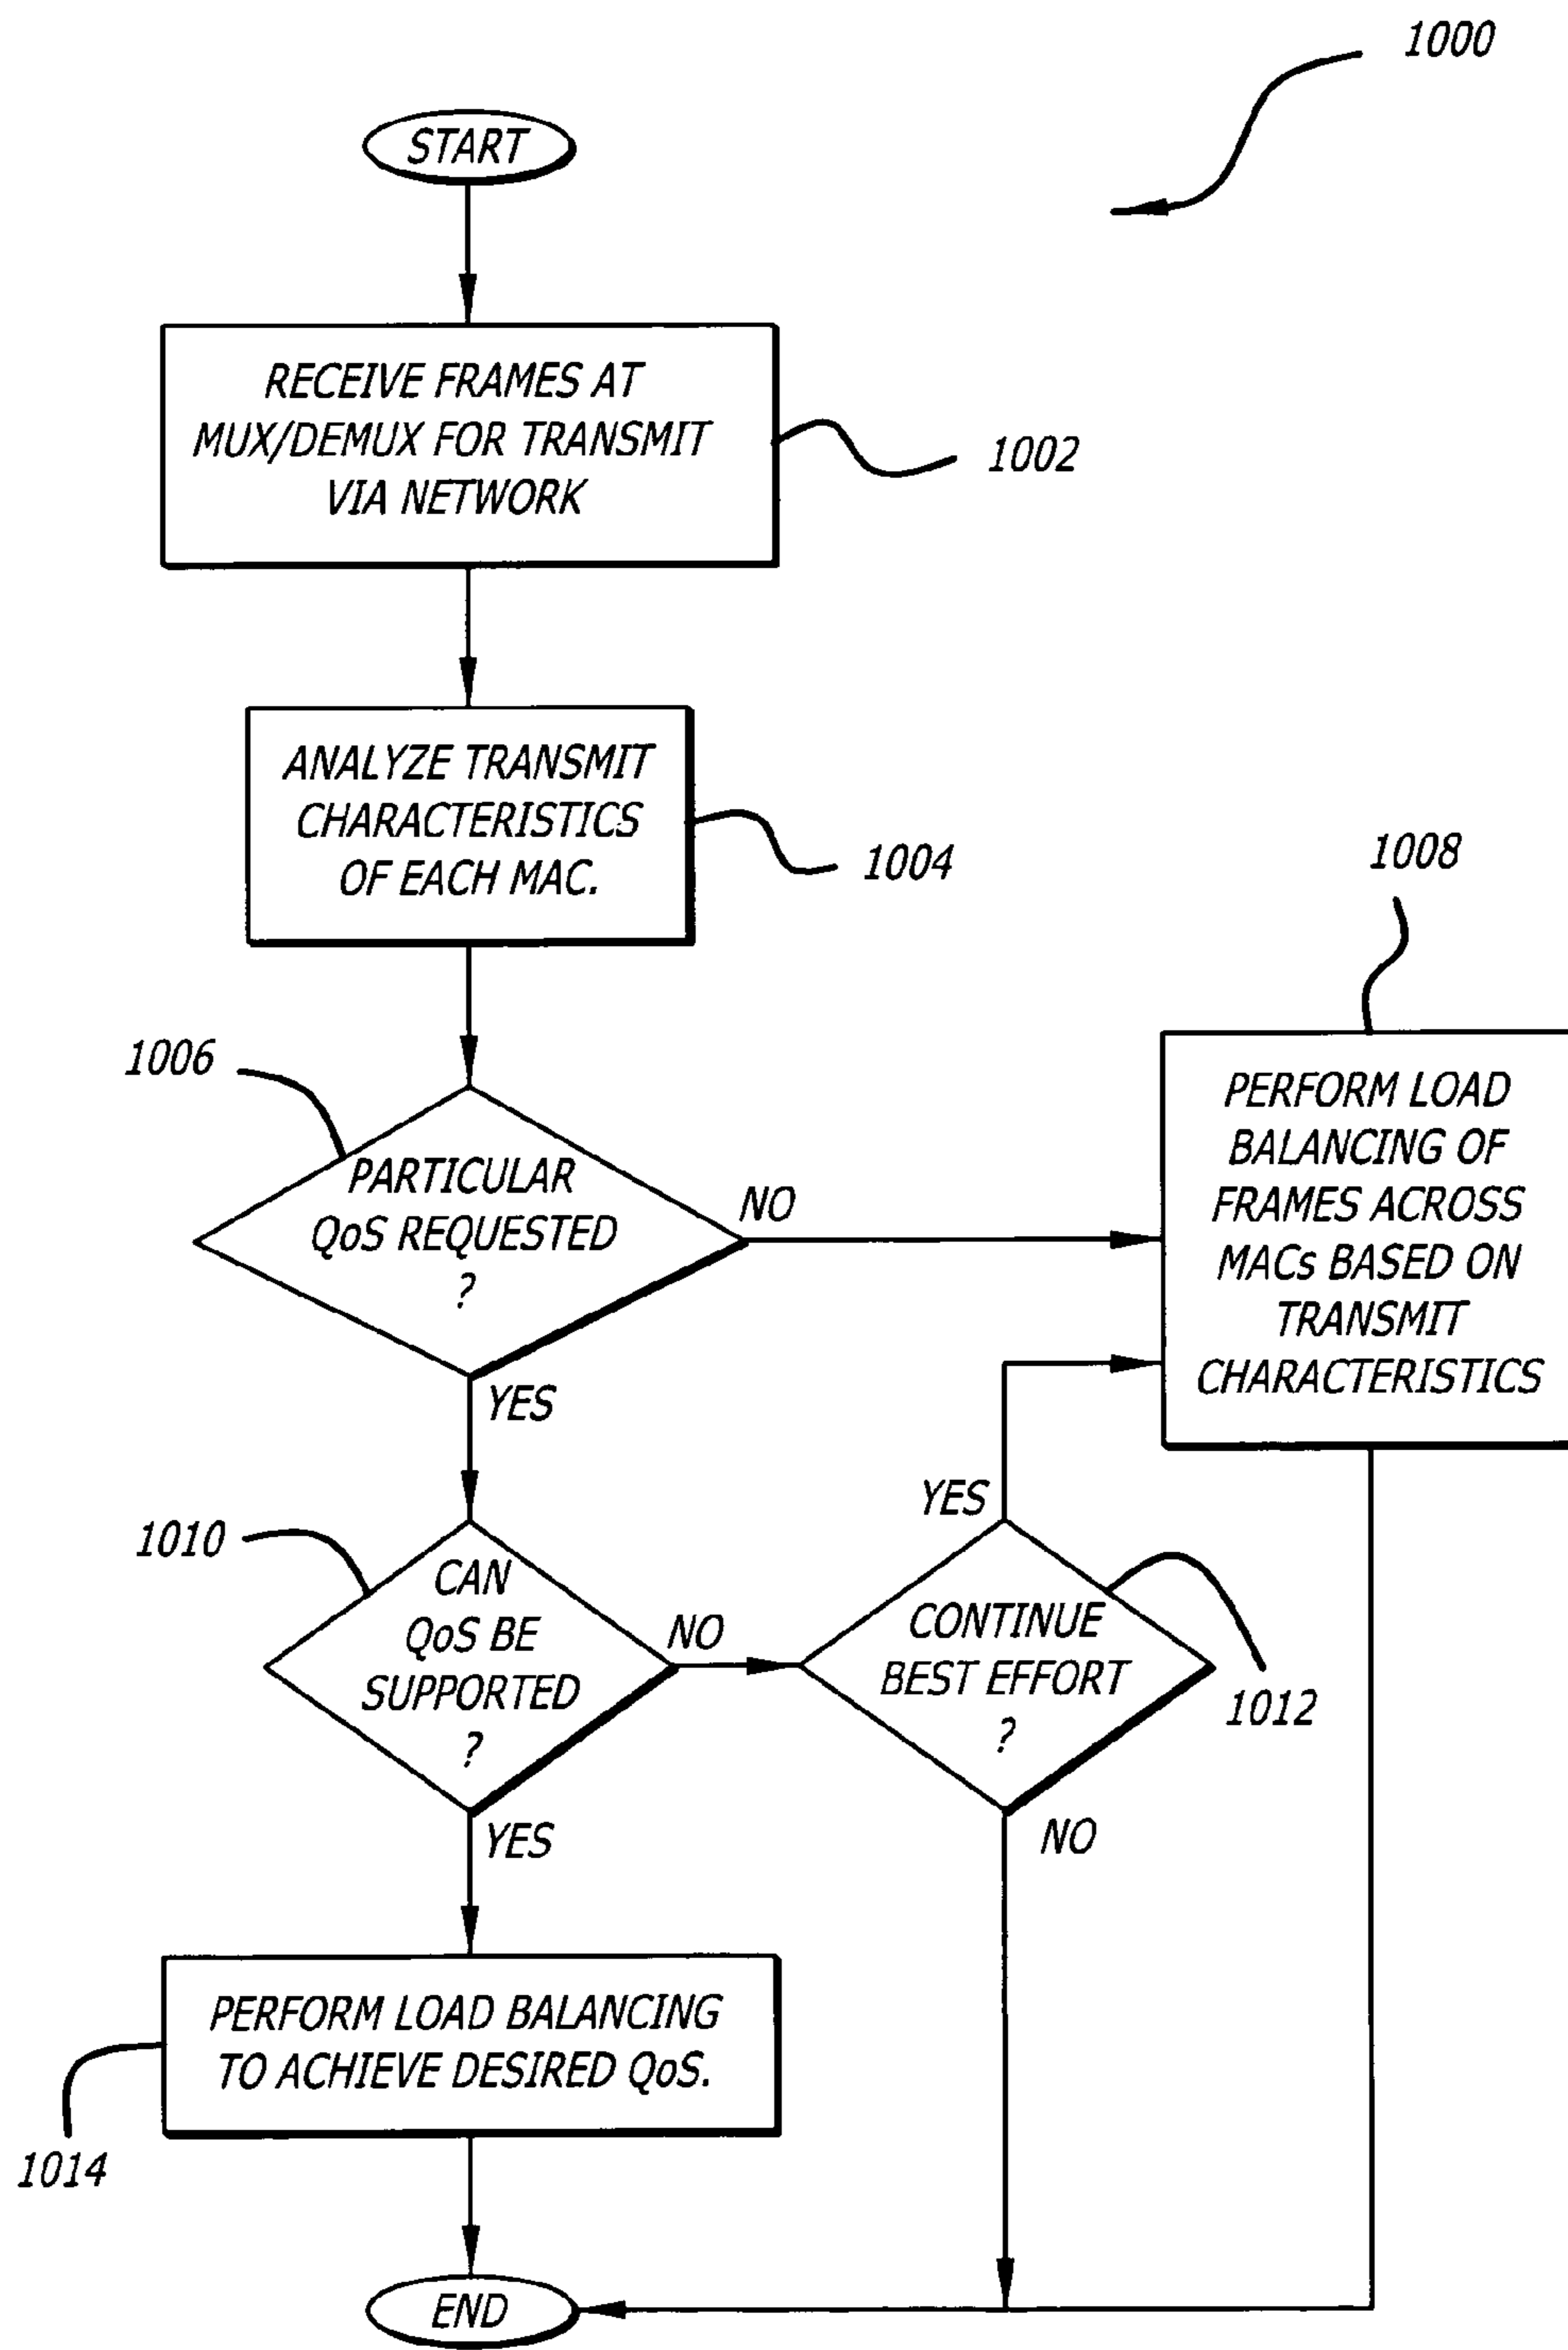 1000
START
RECEIVE FRAMES AT
MUX/DEMUX FOR TRANSMIT
VIA NETWORK
1002
ANALYZE TRANSMIT
CHARACTERISTICS
OF EACH MAC.
1004
1008
PERFORM LOAD
BALANCING OF
FRAMES ACROSS
MACs BASED ON
TRANSMIT
CHARACTERISTICS
1006
PARTICULAR
QoS REQUESTED
?
NO
YES
1010
CAN
QoS BE
SUPPORTED
?
NO
YES
YES
CONTINUE
BEST EFFORT
?
1012
NO
PERFORM LOAD BALANCING
TO ACHIEVE DESIRED QoS.
1014
END